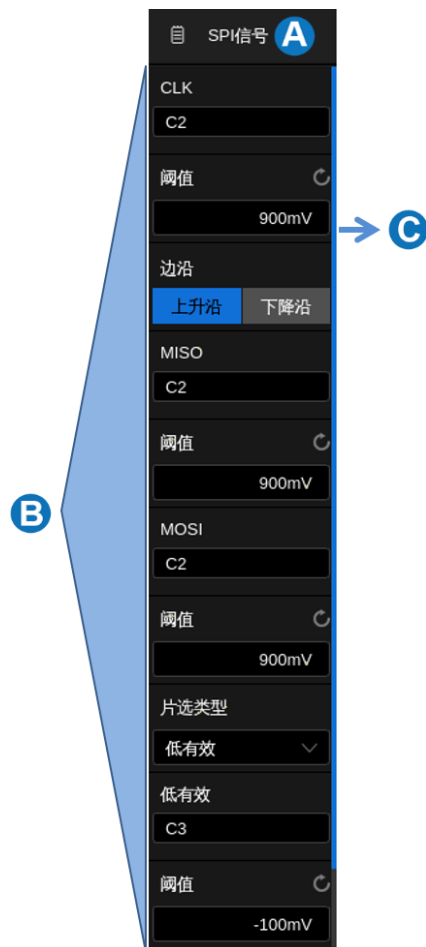 SPI信号 A
CLK
C2
阈值
900mV
C
边沿
上升沿 下降沿
MISO
C2
阈值
900mV
B
MOSI
C2
阈值
900mV
片选类型
低有效
低有效
C3
阈值
-100mV